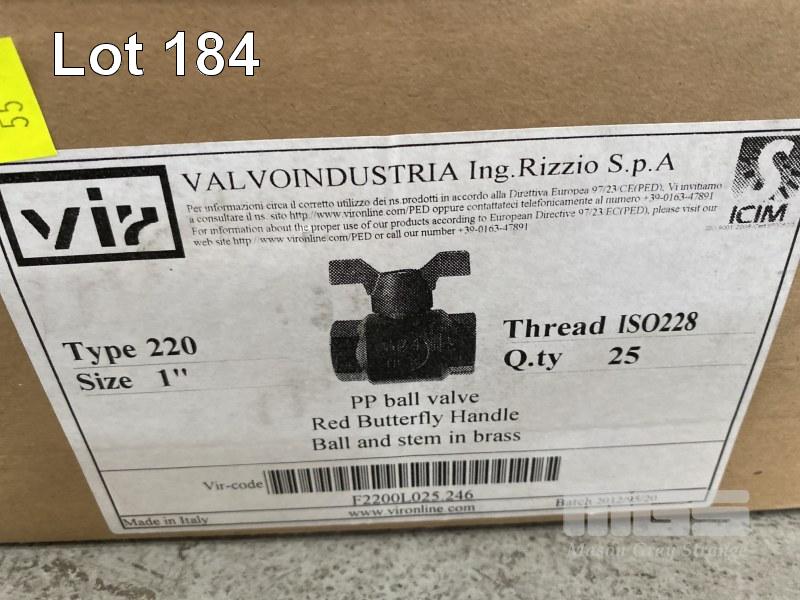 Lot 184
55
vir
VALVOINDUSTRIA Ing.Rizzio S.p.A
Per informazioni circa il corretto utilizzo dei ns.prodotti in accordo alla Direttiva Europea 97/23/CE(PED). Vi invitiamo
a consultare il ns. sito http://www.vironline.com/PED oppure contattateci telefonicamente al numero +39-0163-47891
For information about the proper use of our products according to European Directive 97/23/EC(PED), please visit our
web site http://www.vironline/PED or call our number +39-0163-47891
ICIM
Type 220
Size 1"
Thread ISO228
Q.ty 25
PP ball valve
Red Butterfly Handle
Ball and stem in brass
Vir-code
F2200L025.246
www.vironline.com
Made in Italy
Batch 2012/95/20
MGS
Mason Gray Strange